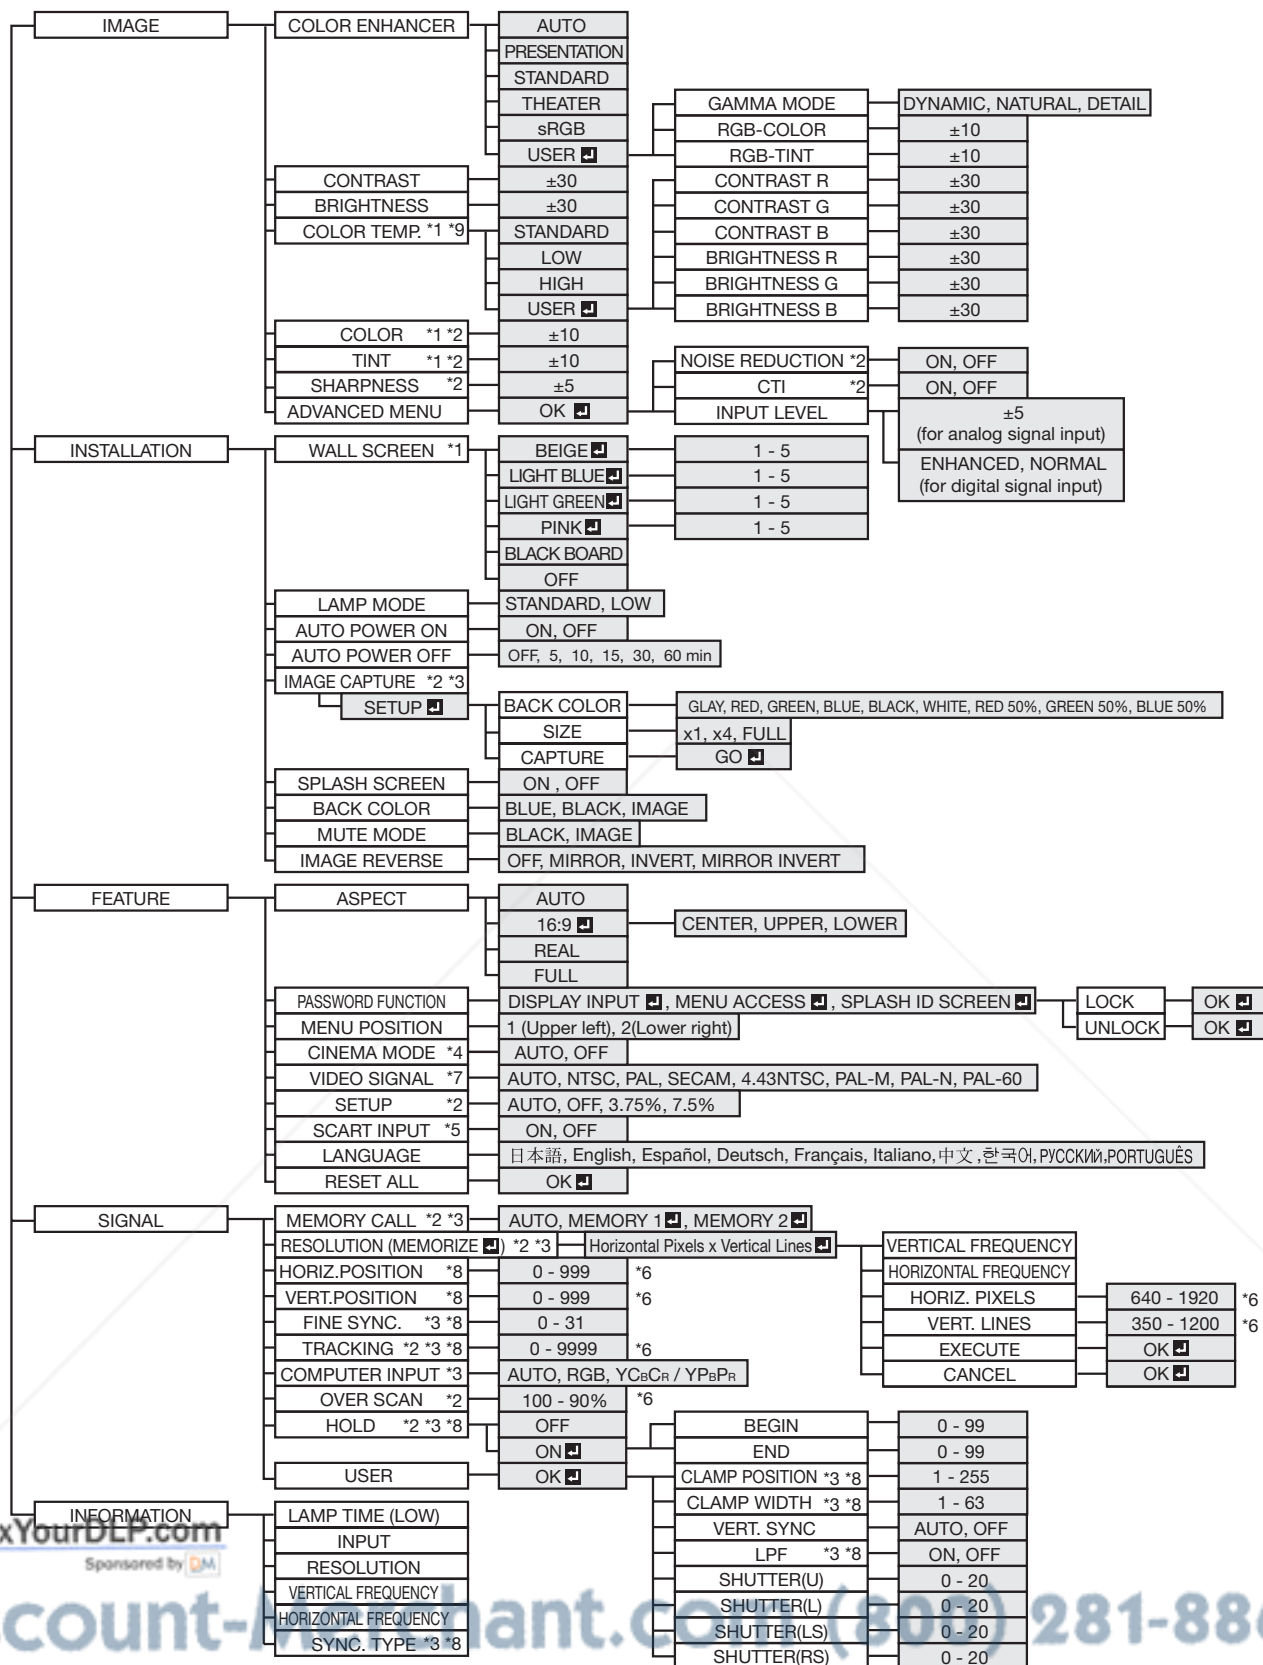 IMAGE COLOR ENHANCER AUTO
PRESENTATION
STANDARD
THEATER GAMMA MODE DYNAMIC, NATURAL, DETAIL
sRGB RGB-COLOR ±10
USER RGB-TINT ±10
CONTRAST ±30 CONTRAST R ±30
BRIGHTNESS ±30 CONTRAST G ±30
COLOR TEMP. *1 *9 STANDARD CONTRAST B ±30
LOW BRIGHTNESS R ±30
HIGH BRIGHTNESS G ±30
USER BRIGHTNESS B ±30
COLOR *1 *2 ±10
TINT *1 *2 ±10 NOISE REDUCTION *2 ON, OFF
SHARPNESS *2 ±5 CTI *2 ON, OFF
ADVANCED MENU OK INPUT LEVEL ±5
(for analog signal input)
ENHANCED, NORMAL
(for digital signal input)
INSTALLATION WALL SCREEN *1 BEIGE 1 - 5
LIGHT BLUE 1 - 5
LIGHT GREEN 1 - 5
PINK 1 - 5
BLACK BOARD
OFF
LAMP MODE STANDARD, LOW
AUTO POWER ON ON, OFF
AUTO POWER OFF OFF, 5, 10, 15, 30, 60 min
IMAGE CAPTURE *2 *3
SETUP BACK COLOR GLAY, RED, GREEN, BLUE, BLACK, WHITE, RED 50%, GREEN 50%, BLUE 50%
SIZE x1, x4, FULL
CAPTURE GO
SPLASH SCREEN ON , OFF
BACK COLOR BLUE, BLACK, IMAGE
MUTE MODE BLACK, IMAGE
IMAGE REVERSE OFF, MIRROR, INVERT, MIRROR INVERT
FEATURE ASPECT AUTO
16:9 CENTER, UPPER, LOWER
REAL
FULL
PASSWORD FUNCTION DISPLAY INPUT , MENU ACCESS , SPLASH ID SCREEN LOCK OK
UNLOCK OK
MENU POSITION 1 (Upper left), 2(Lower right)
CINEMA MODE *4 AUTO, OFF
VIDEO SIGNAL *7 AUTO, NTSC, PAL, SECAM, 4.43NTSC, PAL-M, PAL-N, PAL-60
SETUP *2 AUTO, OFF, 3.75%, 7.5%
SCART INPUT *5 ON, OFF
LANGUAGE 日本語, English, Español, Deutsch, Français, Italiano,中文,한국어,РУССКИЙ,PORTUGUÊS
RESET ALL OK
SIGNAL MEMORY CALL *2 *3 AUTO, MEMORY 1 , MEMORY 2
RESOLUTION (MEMORIZE ) *2 *3 Horizontal Pixels x Vertical Lines VERTICAL FREQUENCY
HORIZ.POSITION *8 0 - 999 *6 HORIZONTAL FREQUENCY
VERT.POSITION *8 0 - 999 *6 HORIZ. PIXELS 640 - 1920 *6
FINE SYNC. *3 *8 0 - 31 VERT. LINES 350 - 1200 *6
TRACKING *2 *3 *8 0 - 9999 *6 EXECUTE OK
COMPUTER INPUT *3 AUTO, RGB, YCBCR / YPBPR CANCEL OK
OVER SCAN *2 100 - 90% *6
HOLD *2 *3 *8 OFF BEGIN 0 - 99
ON END 0 - 99
USER OK CLAMP POSITION *3 *8 1 - 255
CLAMP WIDTH *3 *8 1 - 63
VERT. SYNC AUTO, OFF
LPF *3 *8 ON, OFF
SHUTTER(U) 0 - 20
SHUTTER(L) 0 - 20
SHUTTER(LS) 0 - 20
SHUTTER(RS) 0 - 20
INFORMATION LAMP TIME (LOW)
INPUT
RESOLUTION
VERTICAL FREQUENCY
HORIZONTAL FREQUENCY
SYNC. TYPE *3 *8
xYourDLP.com
Sponsored by DM
count-Merchant.com (800) 281-886